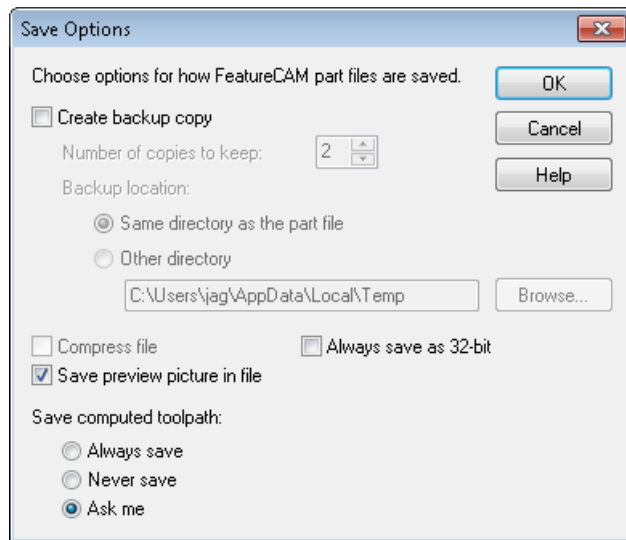 Save Options
Choose options for how FeatureCAM part files are saved.
OK
Create backup copy
Cancel
Number of copies to keep: 2
Help
Backup location:
Same directory as the part file
Other directory
C:\Users\jag\AppData\Local\Temp
Browse...
Compress file
Always save as 32-bit
Save preview picture in file
Save computed toolpath:
Always save
Never save
Ask me